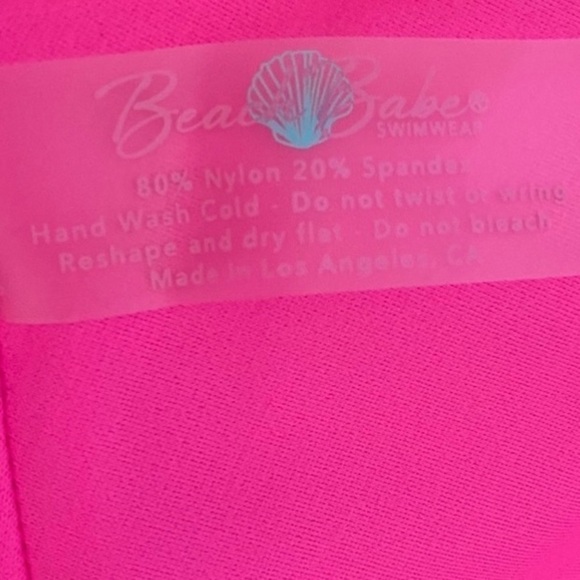 Beach Babe®
SWIMWEAR
80% Nylon 20% Spandex
Hand Wash Cold - Do not twist or wring
Reshape and dry flat - Do not bleach
Made in Los Angeles, CA